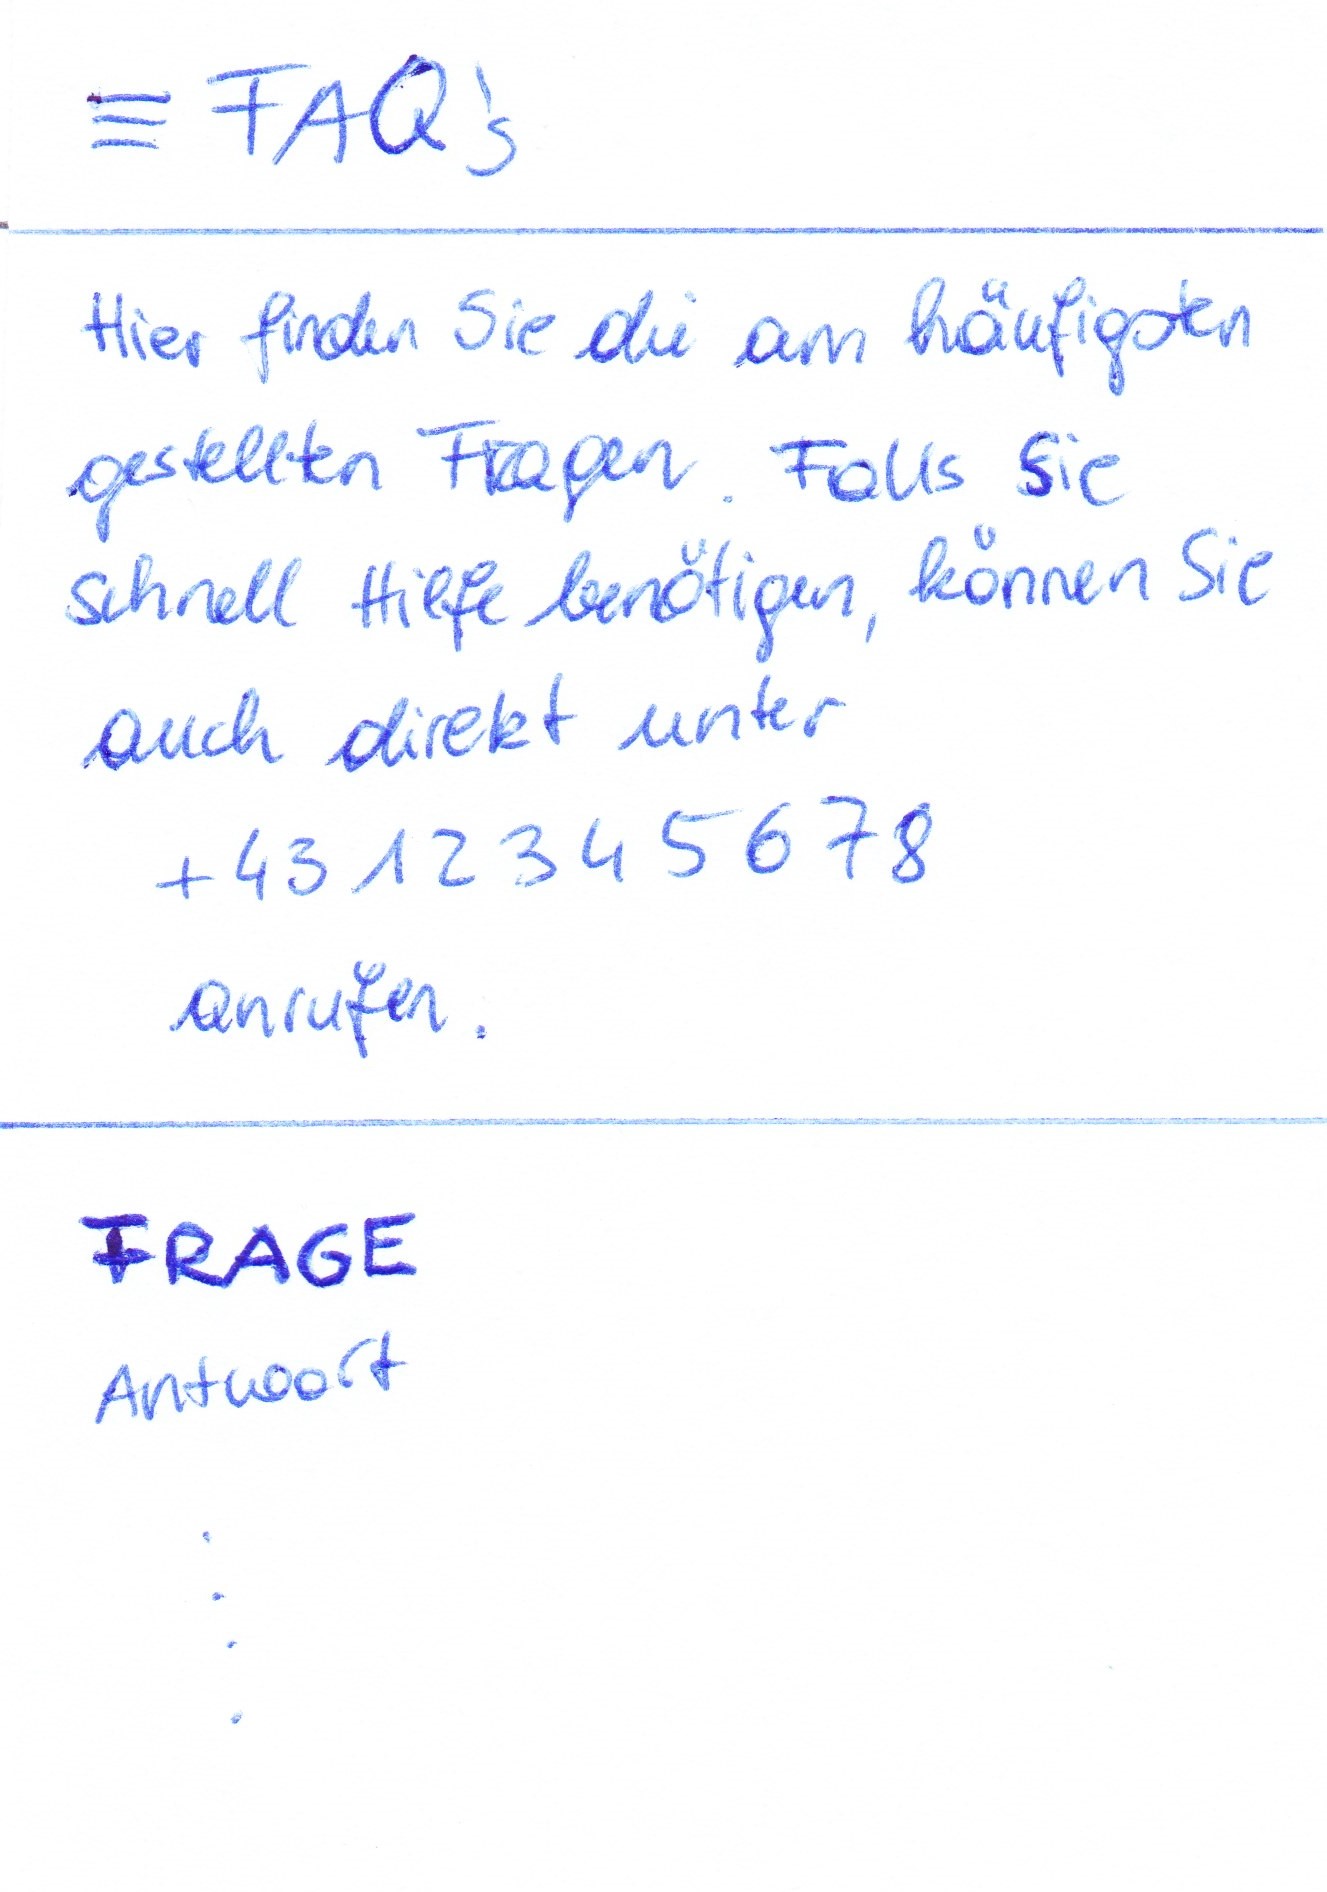 ≡ FAQ's
Hier finden Sie die am häufigsten
gestellten Fragen. Falls Sie
schnell Hilfe benötigen, können Sie
auch direkt unter
+43 12345678
anrufen.
FRAGE
Antwort